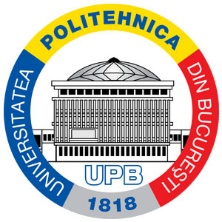 UNIVERSITATEA
POLITEHNICA
DIN BUCUREȘTI
UPB
1818